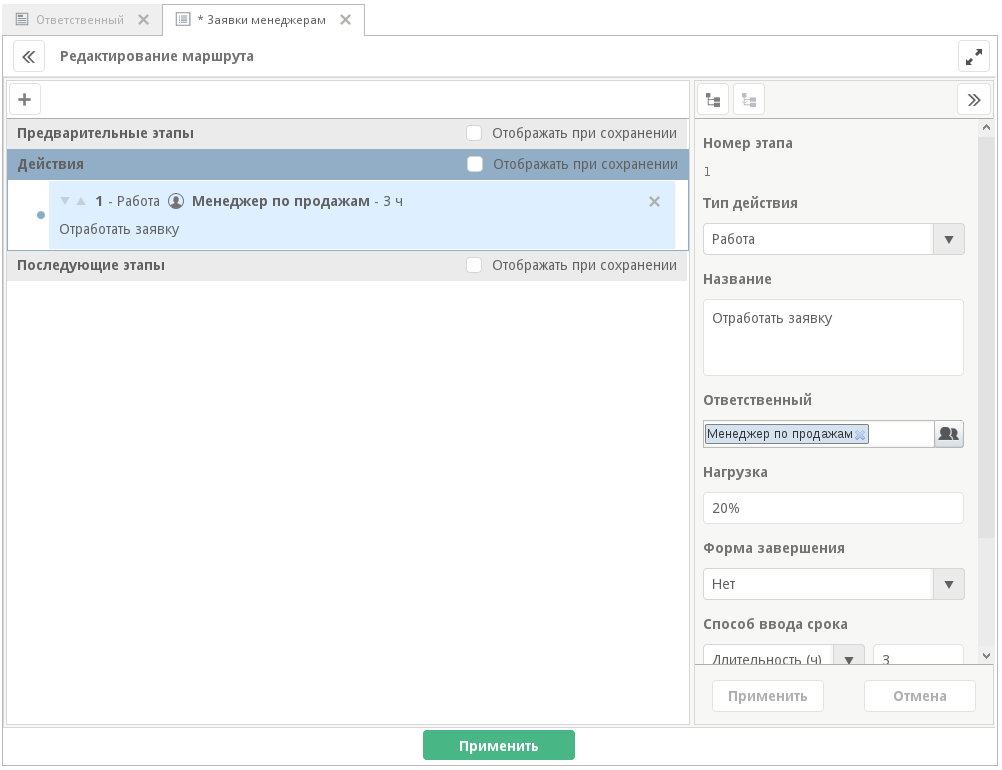 Ответственный
* Заявки менеджерам
Редактирование маршрута
Предварительные этапы Отображать при сохранении
Действия Отображать при сохранении
1 - Работа Менеджер по продажам - 3 ч
Отработать заявку
Последующие этапы Отображать при сохранении
Номер этапа
1
Тип действия
Работа
Название
Отработать заявку
Ответственный
Менеджер по продажам
Нагрузка
20%
Форма завершения
Нет
Способ ввода срока
Длительность (ч) 3
Применить Отмена
Применить